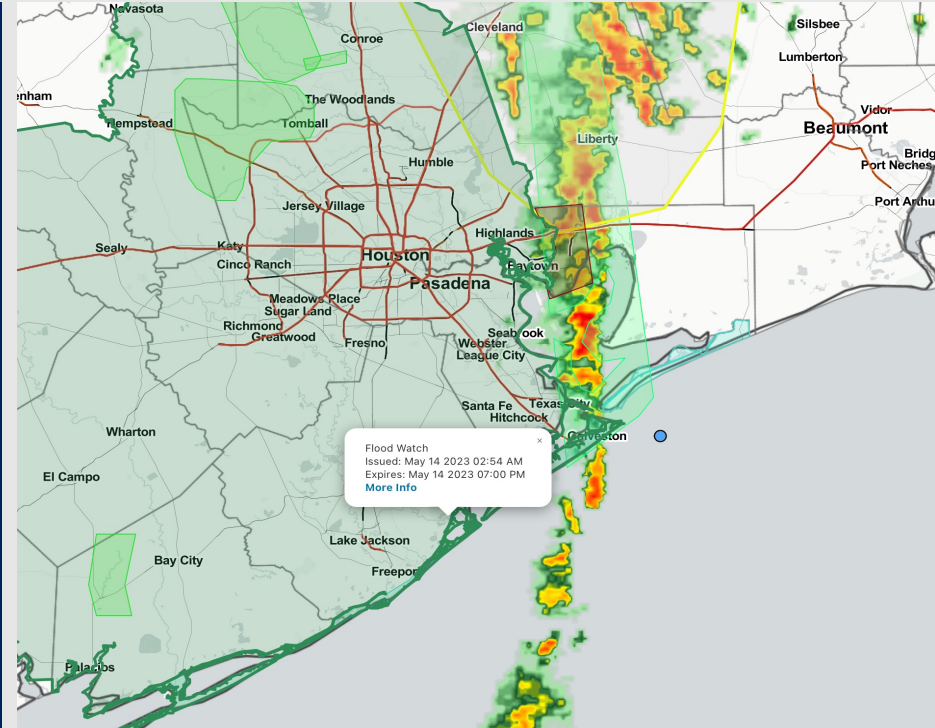 Navasota
Cleveland
Silsbee
Conroe
Lumberton
enham
The Woodlands
Hempstead
Tomball
Vidor
Beaumont
Liberty
Bridg
Humble
Port Neches
Jersey Village
Port Arthu
Highlands
Sealy
Katy
Houston
Cinco Ranch
Baytown
Pasadena
Meadows Place
Sugar Land
Richmond
Greatwood
Fresno
Seabrook
Webster
League City
Santa Fe
Texas City
Hitchcock
Wharton
Galveston
×
Flood Watch
Issued: May 14 2023 02:54 AM
Expires: May 14 2023 07:00 PM
More Info
El Campo
Lake Jackson
Bay City
Freepor
Palacios